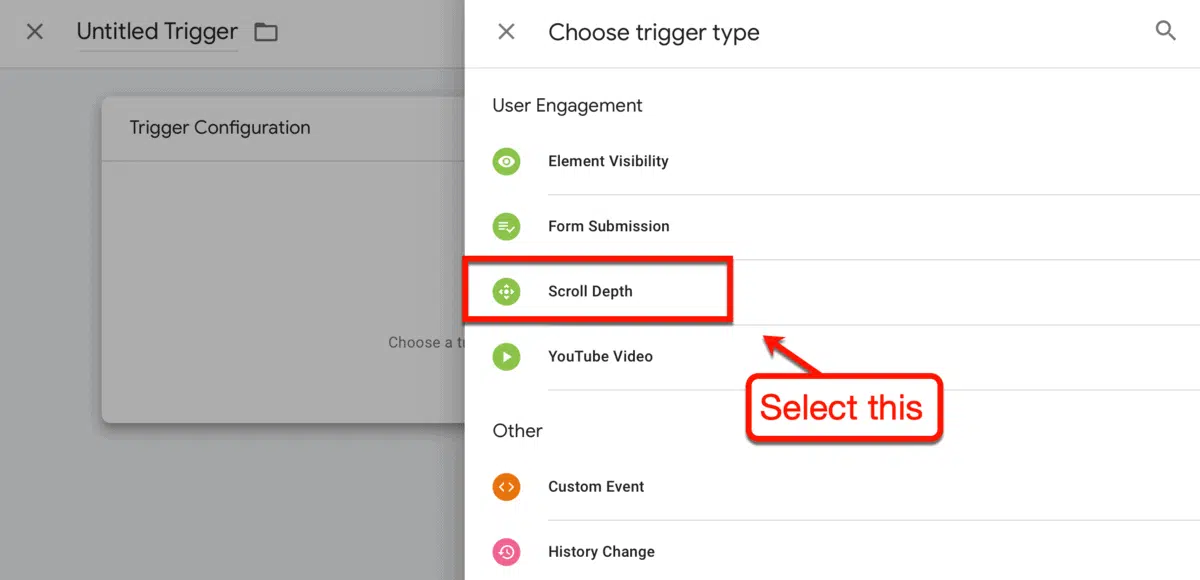 Untitled Trigger
Choose trigger type
Trigger Configuration
Choose a
User Engagement
Element Visibility
Form Submission
Scroll Depth
YouTube Video
Select this
Other
Custom Event
History Change